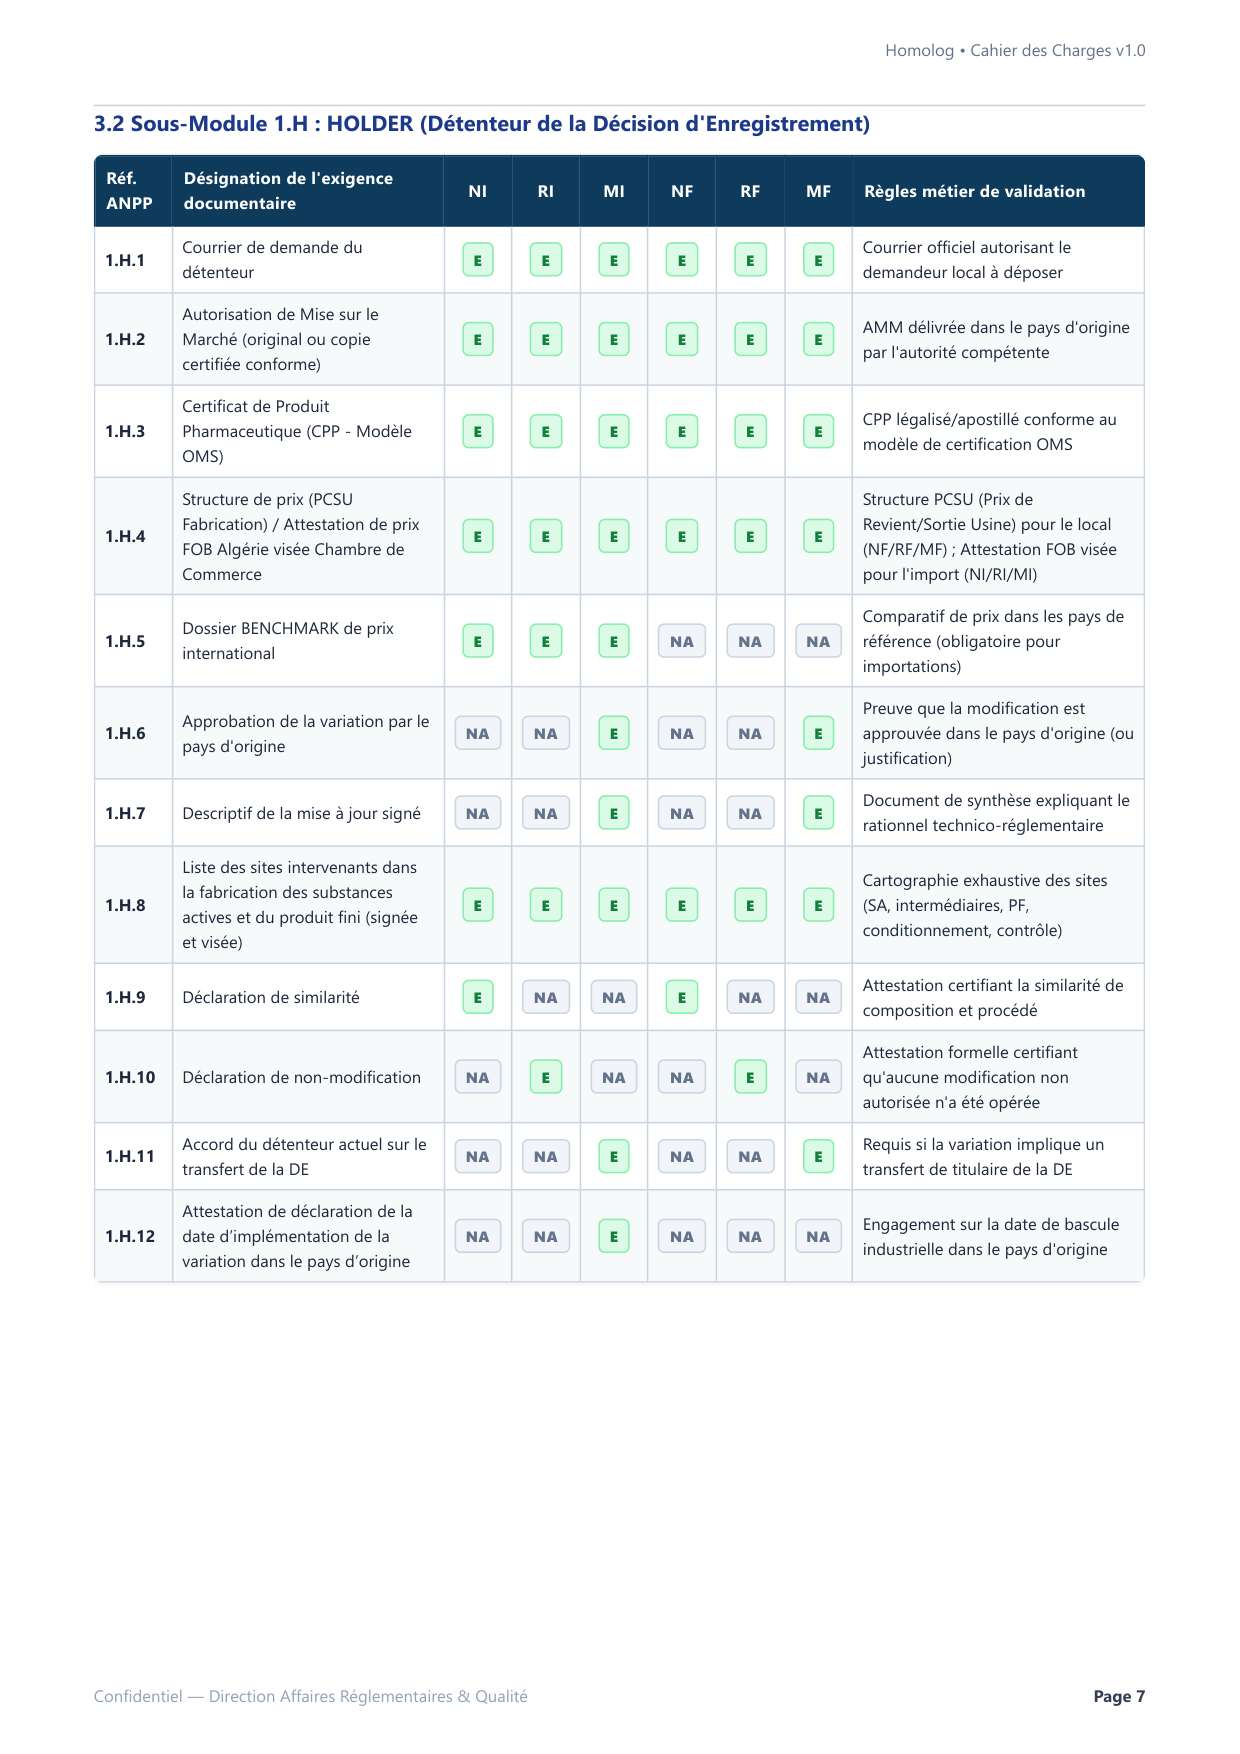 Homolog • Cahier des Charges v1.0
3.2 Sous-Module 1.H : HOLDER (Détenteur de la Décision d'Enregistrement)
Réf.
ANPP
Désignation de l'exigence
documentaire
NI
RI
MI
NF
RF
MF
Règles métier de validation
1.H.1
Courrier de demande du
détenteur
E
E
E
E
E
E
Courrier officiel autorisant le
demandeur local à déposer
1.H.2
Autorisation de Mise sur le
Marché (original ou copie
certifiée conforme)
E
E
E
E
E
E
AMM délivrée dans le pays d'origine
par l'autorité compétente
1.H.3
Certificat de Produit
Pharmaceutique (CPP - Modèle
OMS)
E
E
E
E
E
E
CPP légalisé/apostillé conforme au
modèle de certification OMS
1.H.4
Structure de prix (PCSU
Fabrication) / Attestation de prix
FOB Algérie visée Chambre de
Commerce
E
E
E
E
E
E
Structure PCSU (Prix de
Revient/Sortie Usine) pour le local
(NF/RF/MF) ; Attestation FOB visée
pour l'import (NI/RI/MI)
1.H.5
Dossier BENCHMARK de prix
international
E
E
E
NA
NA
NA
Comparatif de prix dans les pays de
référence (obligatoire pour
importations)
1.H.6
Approbation de la variation par le
pays d'origine
NA
NA
E
NA
NA
E
Preuve que la modification est
approuvée dans le pays d'origine (ou
justification)
1.H.7
Descriptif de la mise à jour signé
NA
NA
E
NA
NA
E
Document de synthèse expliquant le
rationnel technico-réglementaire
1.H.8
Liste des sites intervenants dans
la fabrication des substances
actives et du produit fini (signée
et visée)
E
E
E
E
E
E
Cartographie exhaustive des sites
(SA, intermédiaires, PF,
conditionnement, contrôle)
1.H.9
Déclaration de similarité
E
NA
NA
E
NA
NA
Attestation certifiant la similarité de
composition et procédé
1.H.10
Déclaration de non-modification
NA
E
NA
NA
E
NA
Attestation formelle certifiant
qu'aucune modification non
autorisée n'a été opérée
1.H.11
Accord du détenteur actuel sur le
transfert de la DE
NA
NA
E
NA
NA
E
Requis si la variation implique un
transfert de titulaire de la DE
1.H.12
Attestation de déclaration de la
date d’implémentation de la
variation dans le pays d’origine
NA
NA
E
NA
NA
NA
Engagement sur la date de bascule
industrielle dans le pays d'origine
Confidentiel — Direction Affaires Réglementaires & Qualité
Page 7